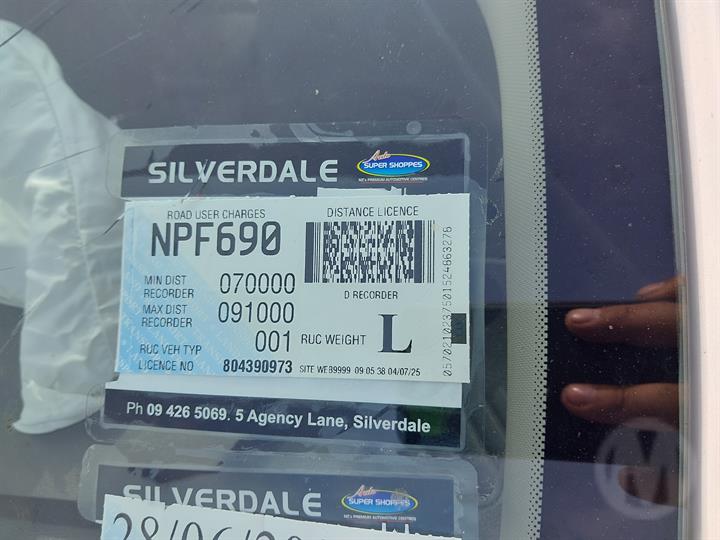 SILVERDALE Auto SUPER SHOPPES
NZ's PREMIUM AUTOMOTIVE CENTRES
ROAD USER CHARGES DISTANCE LICENCE
NPF690
MIN DIST RECORDER 070000
D RECORDER
MAX DIST RECORDER 091000
RUC VEH TYP 001 RUC WEIGHT L
LICENCE NO 804390973 SITE WEB9999 09:05:38 04/07/25
Ph 09 426 5069. 5 Agency Lane, Silverdale
SILVERDALE Auto SUPER SHOPPES
NZ's PREMIUM AUTOMOTIVE CENTRES
M